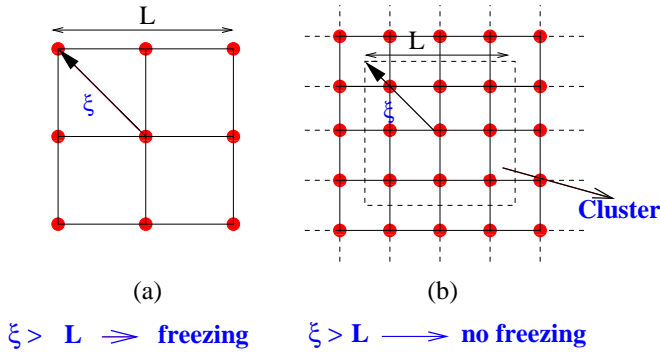 L
ξ
L
ξ
Cluster
(a)
(b)
ξ > L → freezing
ξ > L → no freezing